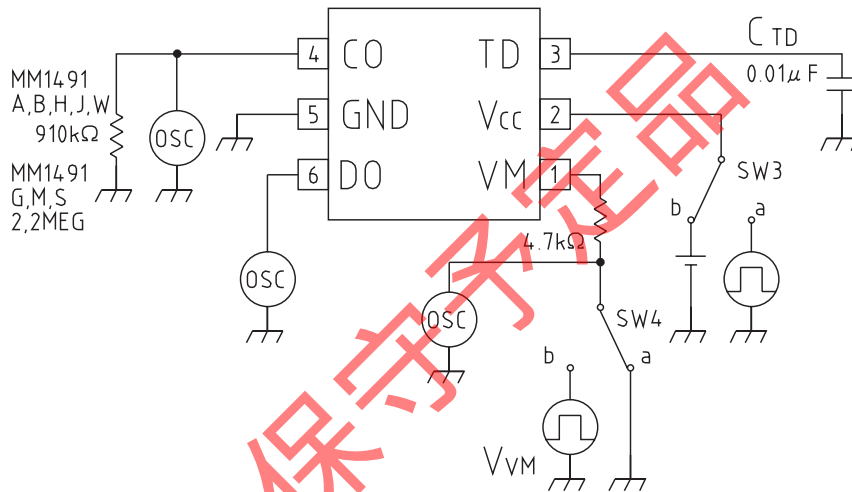 C TD
0.01μF
4 CO
TD 3
MM1491
A,B,H,J,W
910kΩ
OSC
5 GND
Vcc 2
MM1491
G,M,S
2,2MEG
6 DO
VM 1
SW3
b
a
4.7kΩ
OSC
OSC
SW4
b
a
VVM
保守予定品